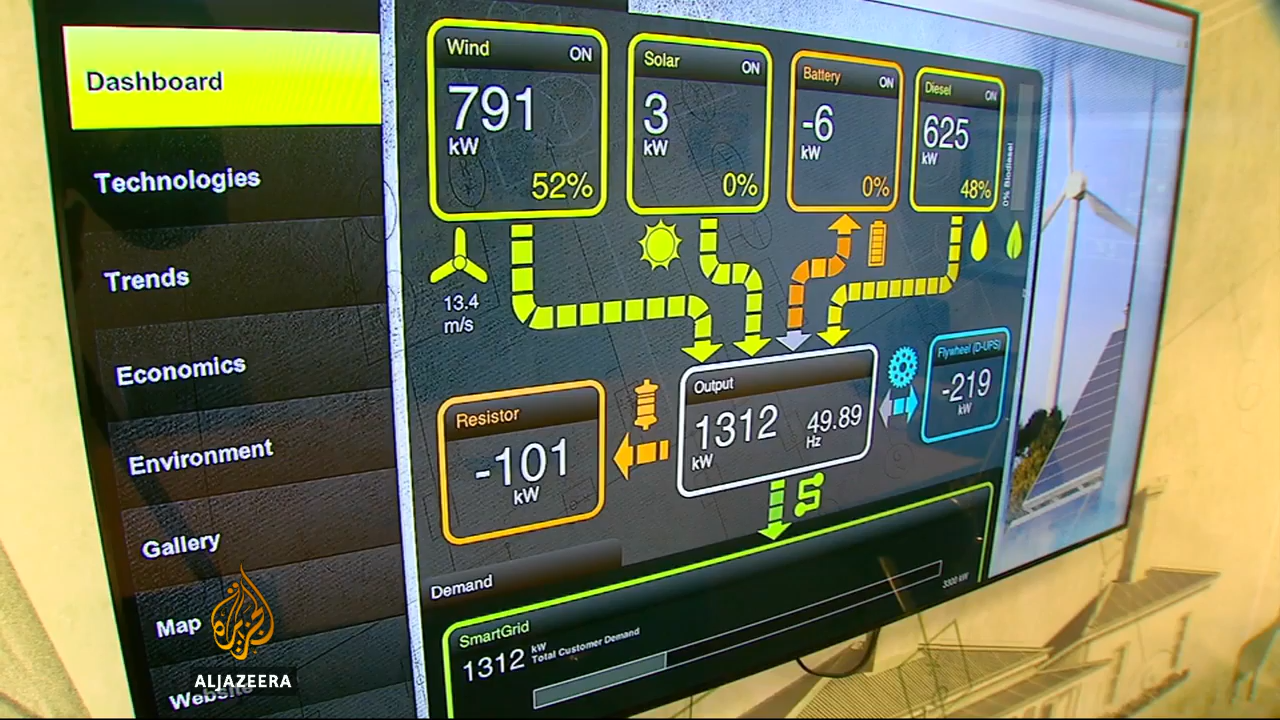 Dashboard
Technologies
Trends
Economics
Environment
Gallery
Map
Website
Wind ON
791
kW
52%
13.4
m/s
Solar ON
3
kW
0%
Battery ON
-6
kW
0%
Diesel ON
625
kW
48%
0% Biodiesel
Resistor
-101
kW
Output
1312 49.89
kW Hz
Flywheel (D-UPS)
-219
kW
Demand
SmartGrid
1312 kW
Total Customer Demand
3300 kW
ALJAZEERA